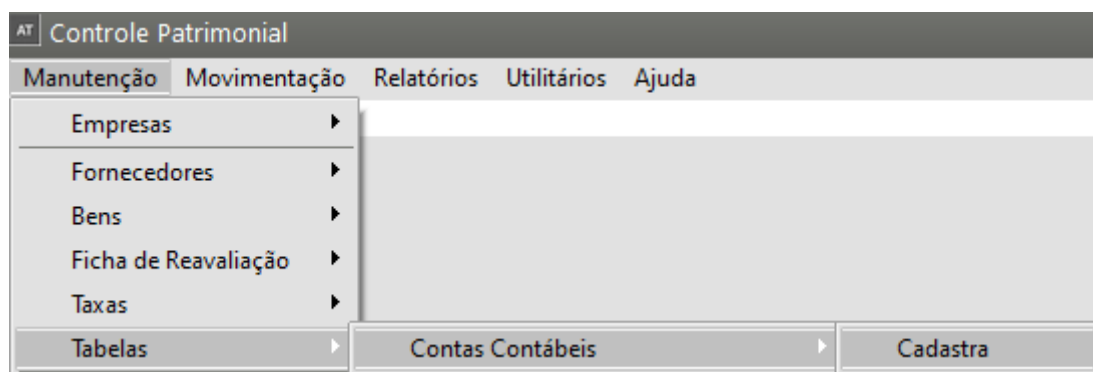 AT Controle Patrimonial
Manutenção Movimentação Relatórios Utilitários Ajuda
Empresas
Fornecedores
Bens
Ficha de Reavaliação
Taxas
Tabelas Contas Contábeis Cadastra